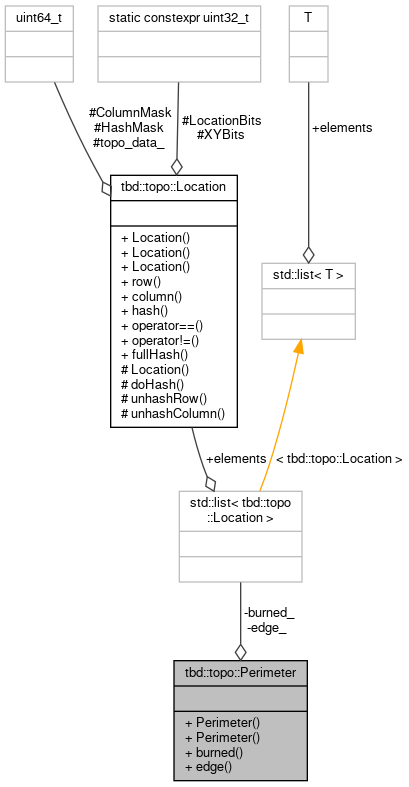 uint64_t
static constexpr uint32_t
T
#ColumnMask
#HashMask
#topo_data_
#LocationBits
#XYBits
+elements
tbd::topo::Location
+ Location()
+ Location()
+ Location()
+ row()
+ column()
+ hash()
+ operator==()
+ operator!=()
+ fullHash()
# Location()
# doHash()
# unhashRow()
# unhashColumn()
std::list< T >
+elements
< tbd::topo::Location >
std::list< tbd::topo
::Location >
-burned_
-edge_
tbd::topo::Perimeter
+ Perimeter()
+ Perimeter()
+ burned()
+ edge()